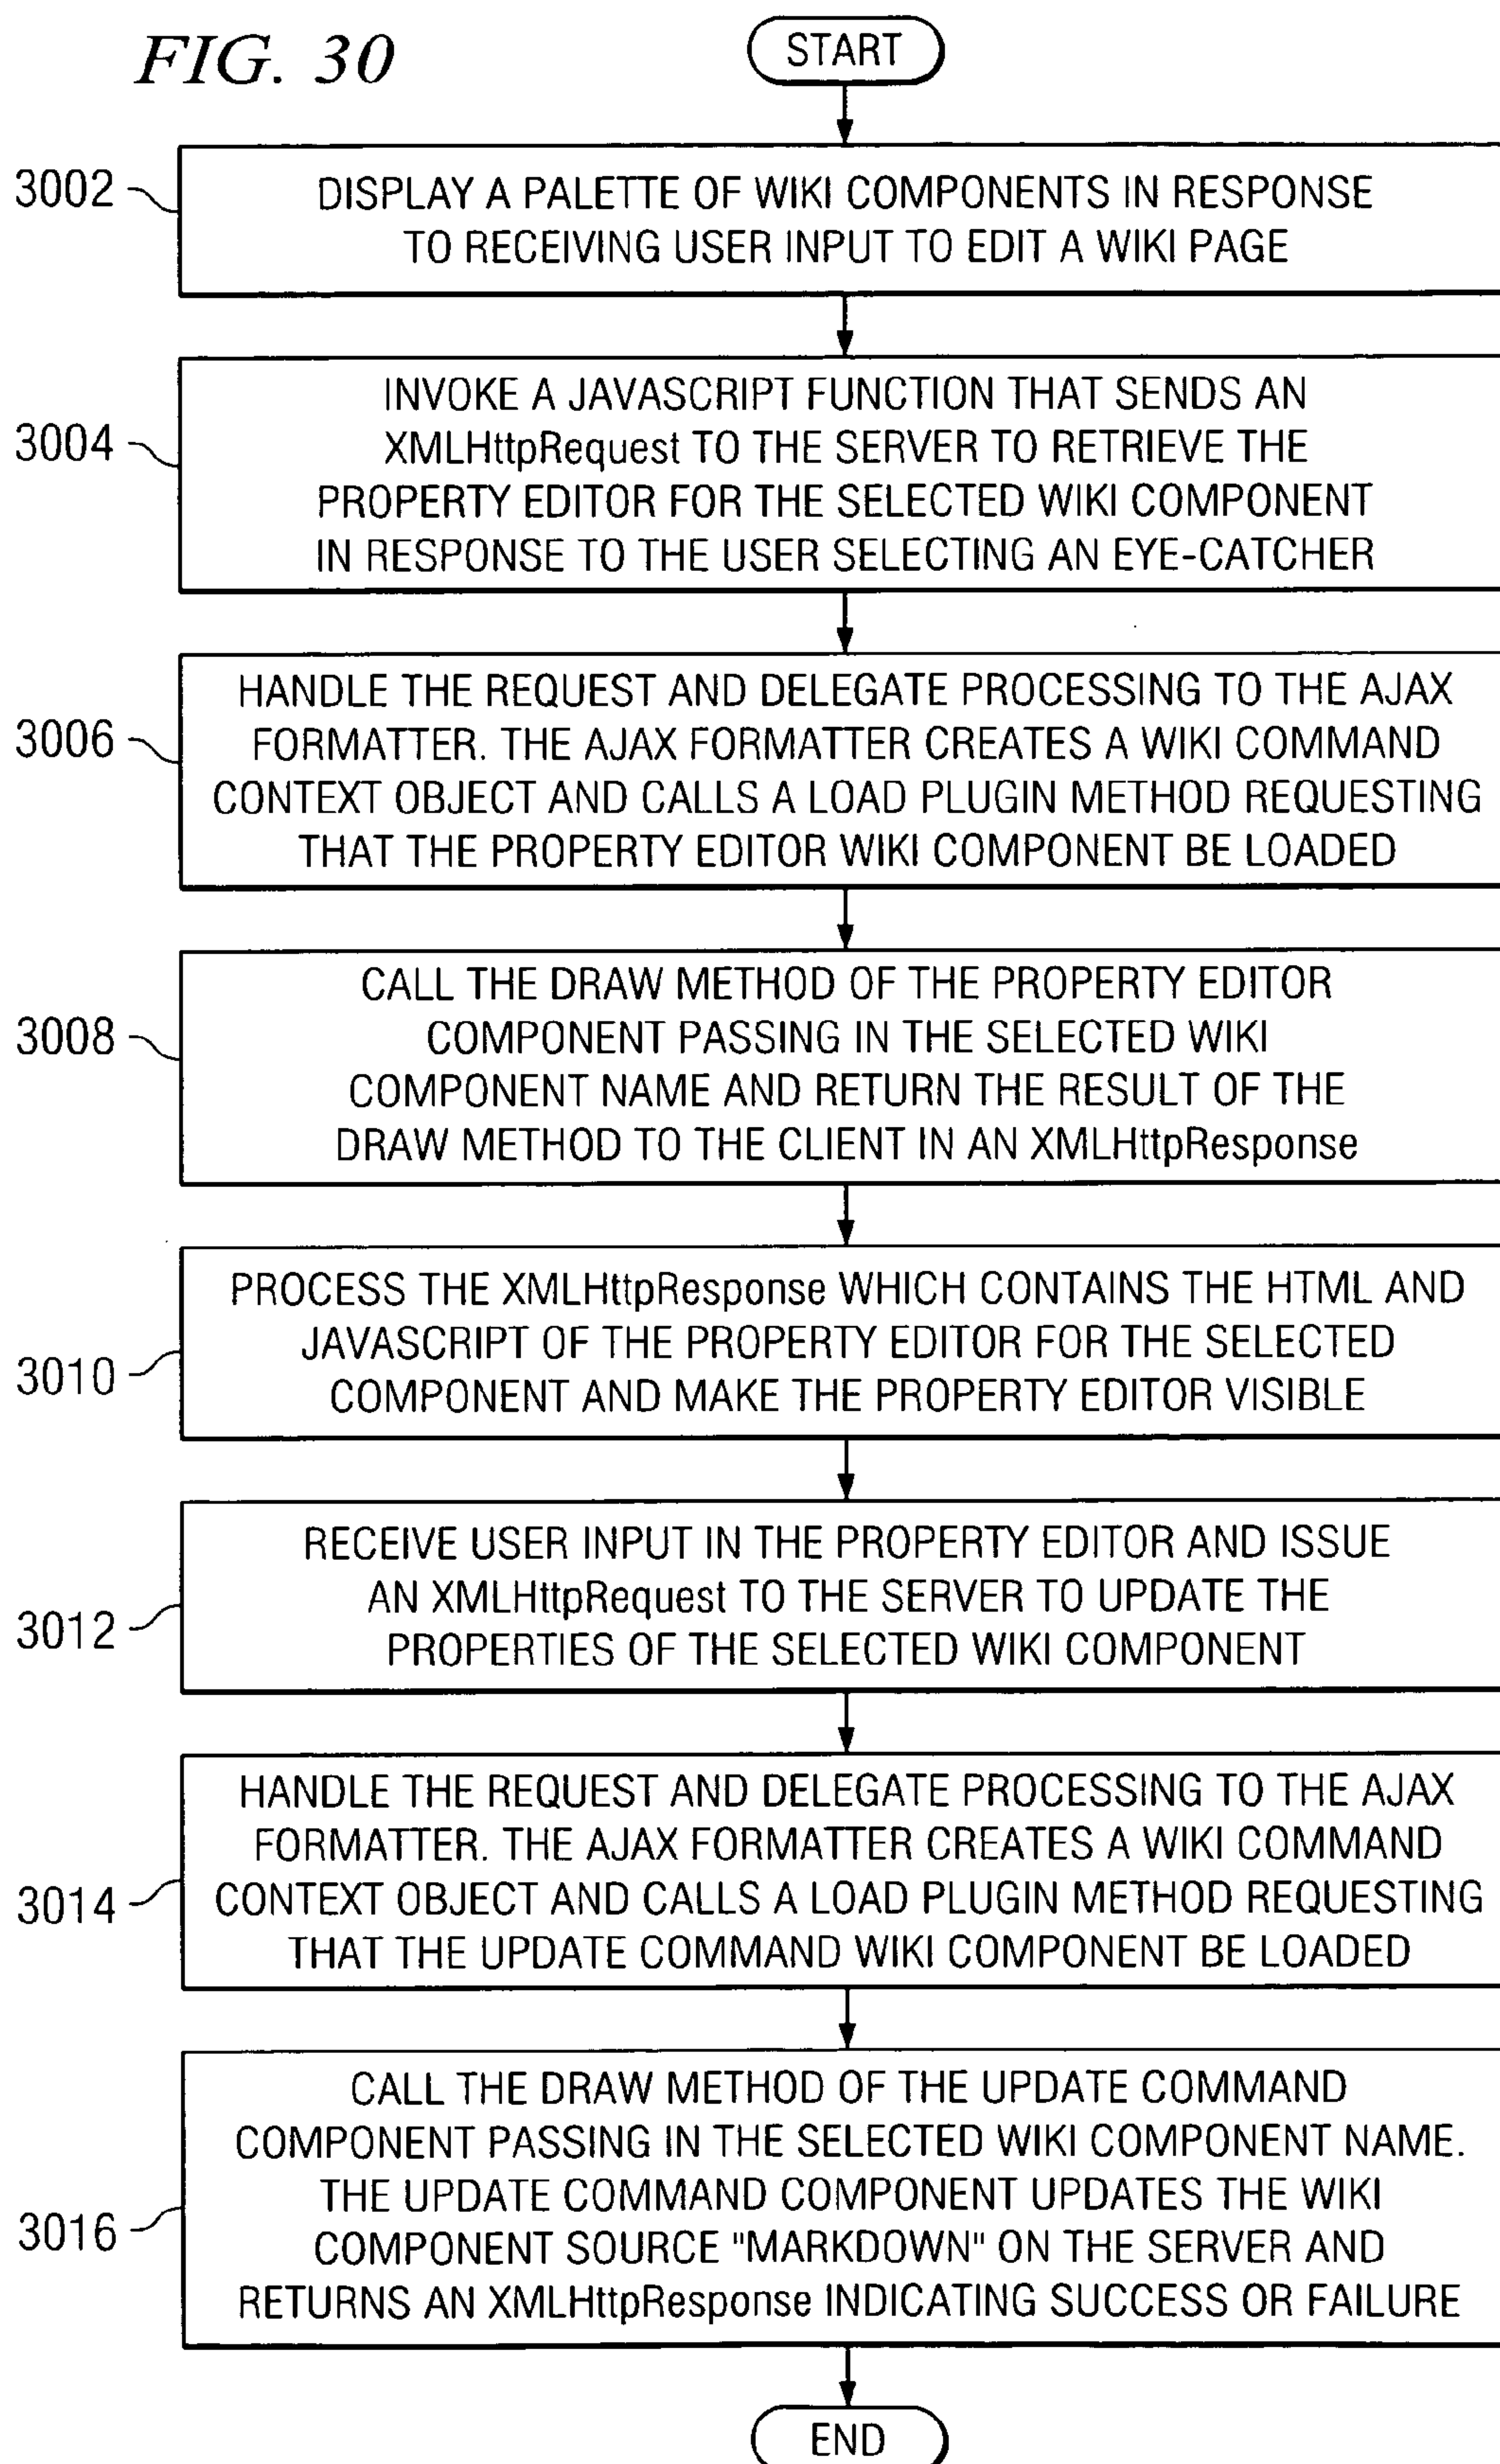 FIG. 30
START
3002
DISPLAY A PALETTE OF WIKI COMPONENTS IN RESPONSE
TO RECEIVING USER INPUT TO EDIT A WIKI PAGE
3004
INVOKE A JAVASCRIPT FUNCTION THAT SENDS AN
XMLHttpRequest TO THE SERVER TO RETRIEVE THE
PROPERTY EDITOR FOR THE SELECTED WIKI COMPONENT
IN RESPONSE TO THE USER SELECTING AN EYE-CATCHER
3006
HANDLE THE REQUEST AND DELEGATE PROCESSING TO THE AJAX
FORMATTER. THE AJAX FORMATTER CREATES A WIKI COMMAND
CONTEXT OBJECT AND CALLS A LOAD PLUGIN METHOD REQUESTING
THAT THE PROPERTY EDITOR WIKI COMPONENT BE LOADED
3008
CALL THE DRAW METHOD OF THE PROPERTY EDITOR
COMPONENT PASSING IN THE SELECTED WIKI
COMPONENT NAME AND RETURN THE RESULT OF THE
DRAW METHOD TO THE CLIENT IN AN XMLHttpResponse
3010
PROCESS THE XMLHttpResponse WHICH CONTAINS THE HTML AND
JAVASCRIPT OF THE PROPERTY EDITOR FOR THE SELECTED
COMPONENT AND MAKE THE PROPERTY EDITOR VISIBLE
3012
RECEIVE USER INPUT IN THE PROPERTY EDITOR AND ISSUE
AN XMLHttpRequest TO THE SERVER TO UPDATE THE
PROPERTIES OF THE SELECTED WIKI COMPONENT
3014
HANDLE THE REQUEST AND DELEGATE PROCESSING TO THE AJAX
FORMATTER. THE AJAX FORMATTER CREATES A WIKI COMMAND
CONTEXT OBJECT AND CALLS A LOAD PLUGIN METHOD REQUESTING
THAT THE UPDATE COMMAND WIKI COMPONENT BE LOADED
3016
CALL THE DRAW METHOD OF THE UPDATE COMMAND
COMPONENT PASSING IN THE SELECTED WIKI COMPONENT NAME.
THE UPDATE COMMAND COMPONENT UPDATES THE WIKI
COMPONENT SOURCE "MARKDOWN" ON THE SERVER AND
RETURNS AN XMLHttpResponse INDICATING SUCCESS OR FAILURE
END